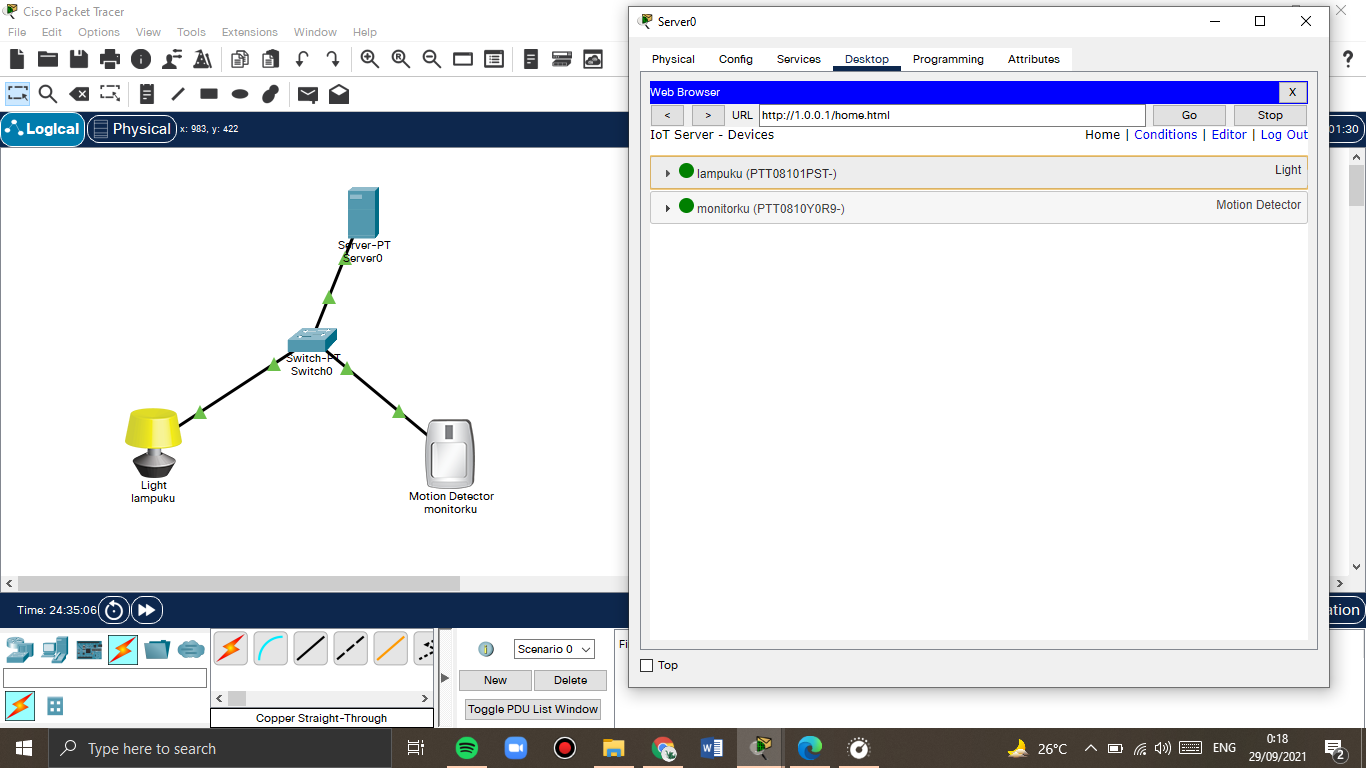 Cisco Packet Tracer
File Edit Options View Tools Extensions Window Help
Logical Physical x: 983, y: 422
Server-PT
Server0
Switch-PT
Switch0
Light
lampuku
Motion Detector
monitorku
Time: 24:35:06
Scenario 0
New Delete
Toggle PDU List Window
Copper Straight-Through
Server0
Physical Config Services Desktop Programming Attributes
Web Browser X
< > URL http://1.0.0.1/home.html Go Stop
IoT Server - Devices Home | Conditions | Editor | Log Out
lampuku (PTT08101PST-) Light
monitorku (PTT0810Y0R9-) Motion Detector
Top
01:30
ation
Fi
Type here to search
26°C ENG 0:18
29/09/2021
2